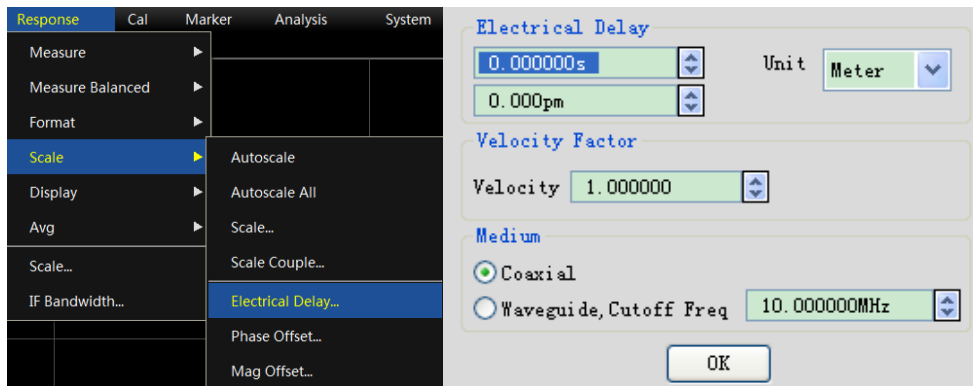 Response Cal Marker Analysis System
Measure
Measure Balanced
Format
Scale
Display
Avg
Scale...
IF Bandwidth...
Autoscale
Autoscale All
Scale...
Scale Couple...
Electrical Delay...
Phase Offset...
Mag Offset...
Electrical Delay
0.000000s
Unit Meter
0.000pm
Velocity Factor
Velocity 1.000000
Medium
Coaxial
Waveguide,Cutoff Freq 10.000000MHz
OK